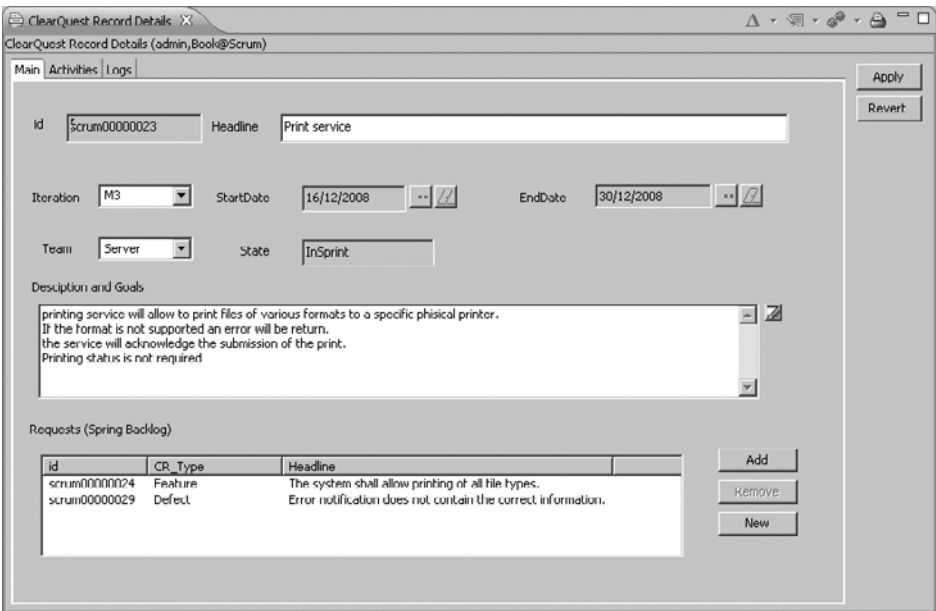 ClearQuest Record Details
ClearQuest Record Details (admin,Book@Scrum)
Main Activities Logs
Apply
Revert
Id scrum00000023 Headline Print service
Iteration M3 StartDate 16/12/2008 EndDate 30/12/2008
Team Server State InSprint
Desciption and Goals
printing service will allow to print files of various formats to a specific phisical printer.
If the format is not supported an error will be return.
the service will acknowledge the submission of the print.
Printing status is not required
Requests (Spring Backlog)
id CR_Type Headline
scrum00000024 Feature The system shall allow printing of all file types.
scrum00000029 Defect Error notification does not contain the correct information.
Add
Remove
New